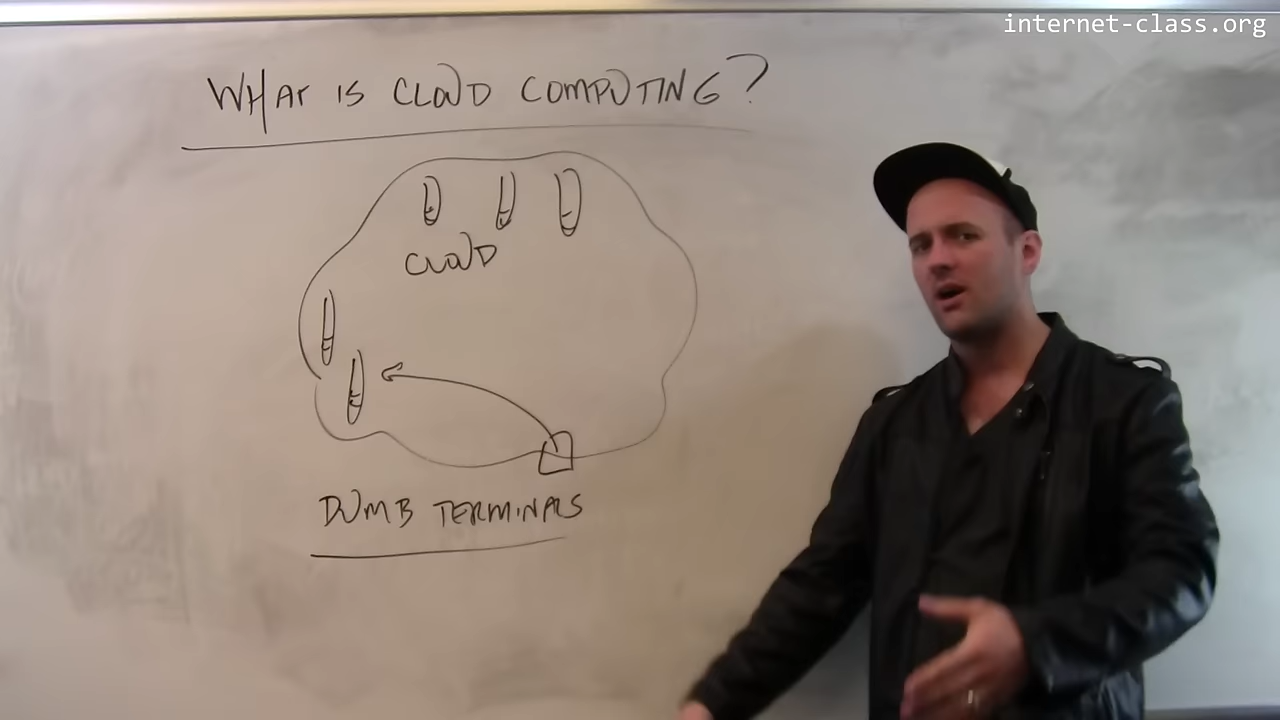 internet-class.org
WHAT IS CLOUD COMPUTING?
CLOUD
DUMB TERMINALS